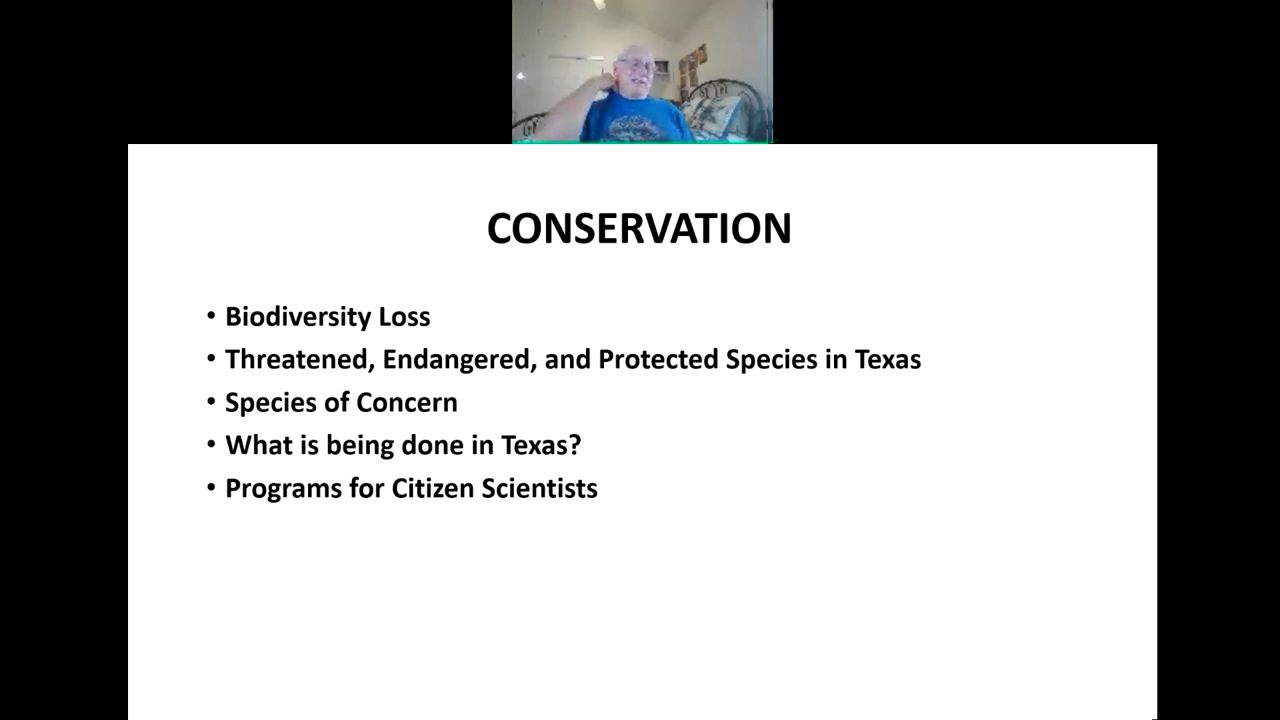 CONSERVATION
• Biodiversity Loss
• Threatened, Endangered, and Protected Species in Texas
• Species of Concern
• What is being done in Texas?
• Programs for Citizen Scientists